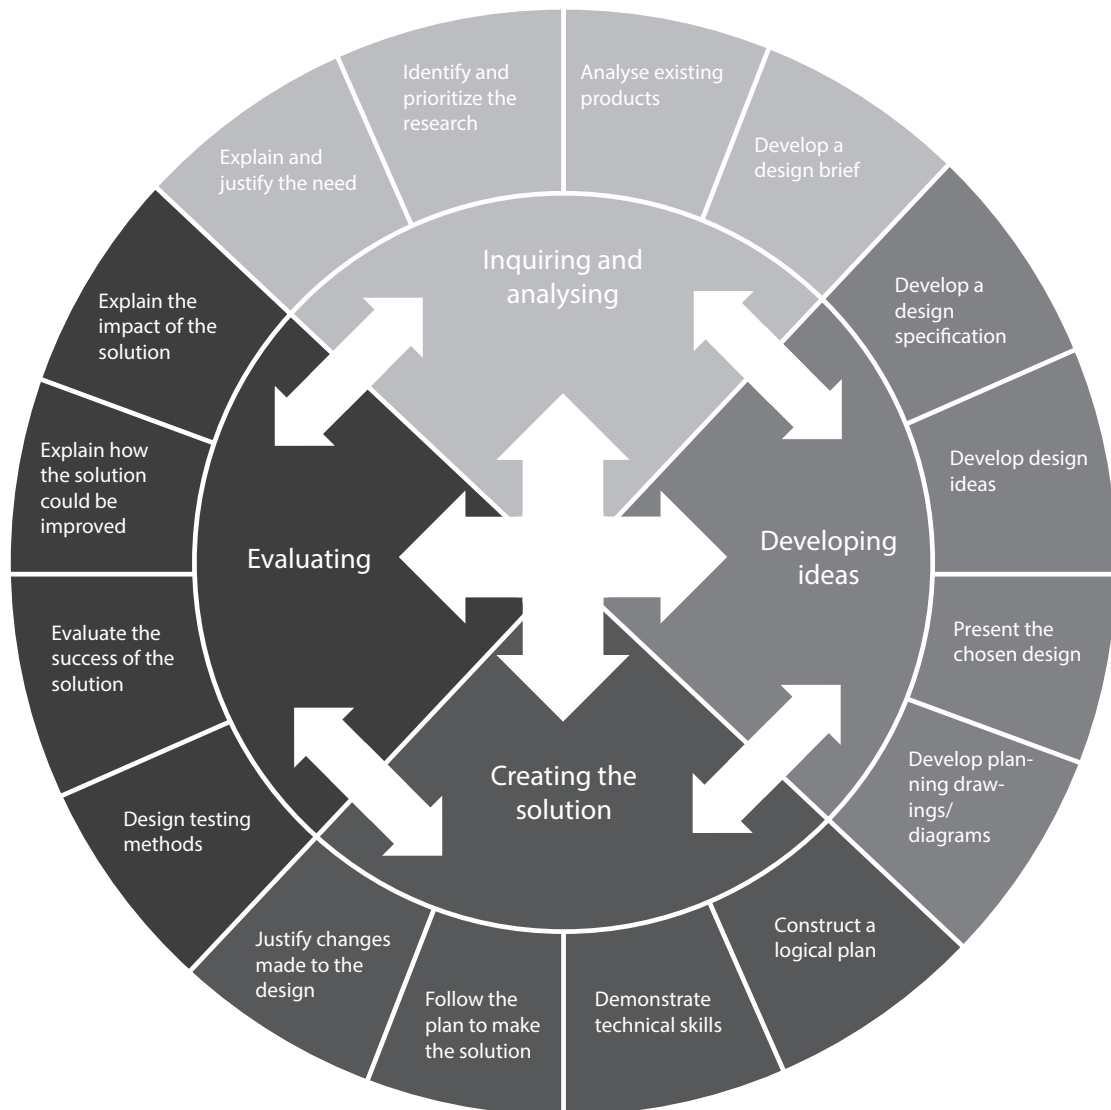 Inquiring and
analysing
Explain and
justify the need
Identify and
prioritize the
research
Analyse existing
products
Develop a
design brief
Developing
ideas
Develop a
design
specification
Develop design
ideas
Present the
chosen design
Develop plan-
ning draw-
ings/
diagrams
Creating the
solution
Construct a
logical plan
Demonstrate
technical skills
Follow the
plan to make
the solution
Justify changes
made to the
design
Evaluating
Design testing
methods
Evaluate the
success of the
solution
Explain how
the solution
could be
improved
Explain the
impact of the
solution